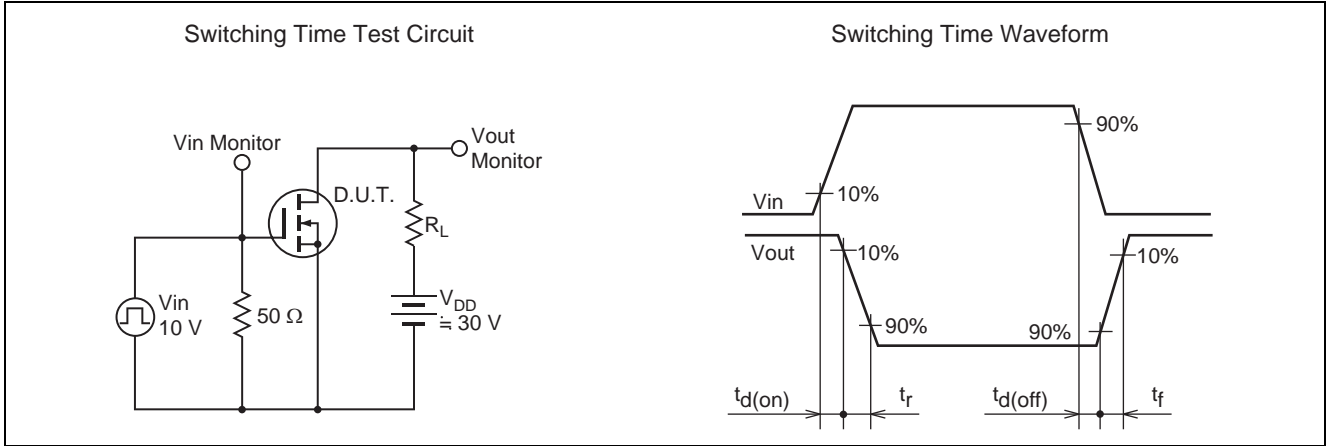 Switching Time Test Circuit
Vin Monitor
Vout
Monitor
D.U.T.
RL
Vin
10 V
50 Ω
VDD
≒ 30 V
Switching Time Waveform
Vin
Vout
10%
90%
10%
90%
90%
10%
td(on)
tr
td(off)
tf